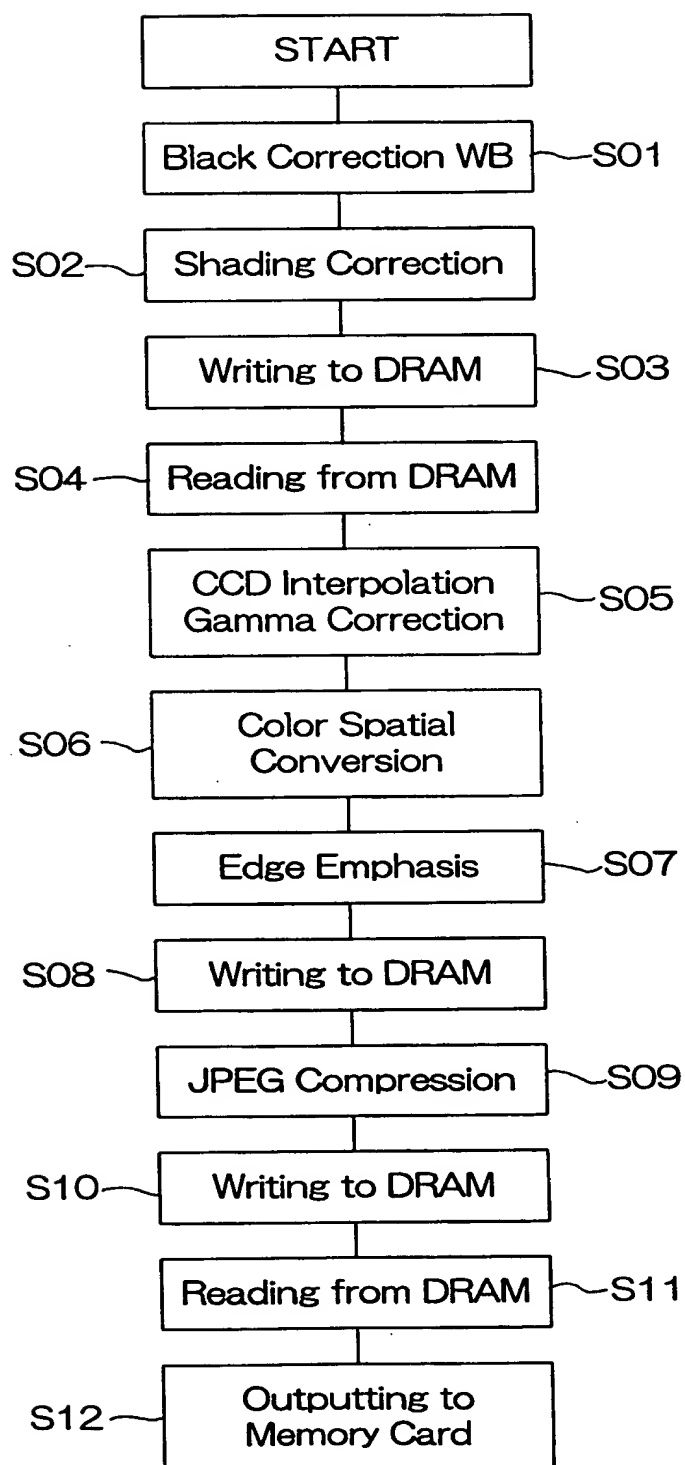 START
Black Correction WB
S01
S02
Shading Correction
Writing to DRAM
S03
S04
Reading from DRAM
CCD Interpolation
Gamma Correction
S05
S06
Color Spatial
Conversion
Edge Emphasis
S07
S08
Writing to DRAM
JPEG Compression
S09
S10
Writing to DRAM
Reading from DRAM
S11
S12
Outputting to
Memory Card